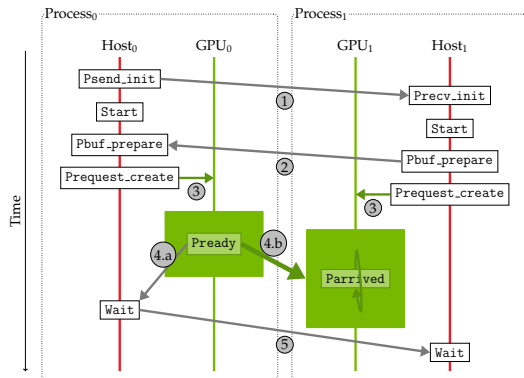 Process₀ Process₁
Host₀ GPU₀ GPU₁ Host₁
Psend_init
Precv_init
1
Start
Start
Pbuf_prepare
Pbuf_prepare
2
Prequest_create
3
Prequest_create
3
Pready
4.a
4.b
Parrived
Wait
5
Wait
Time